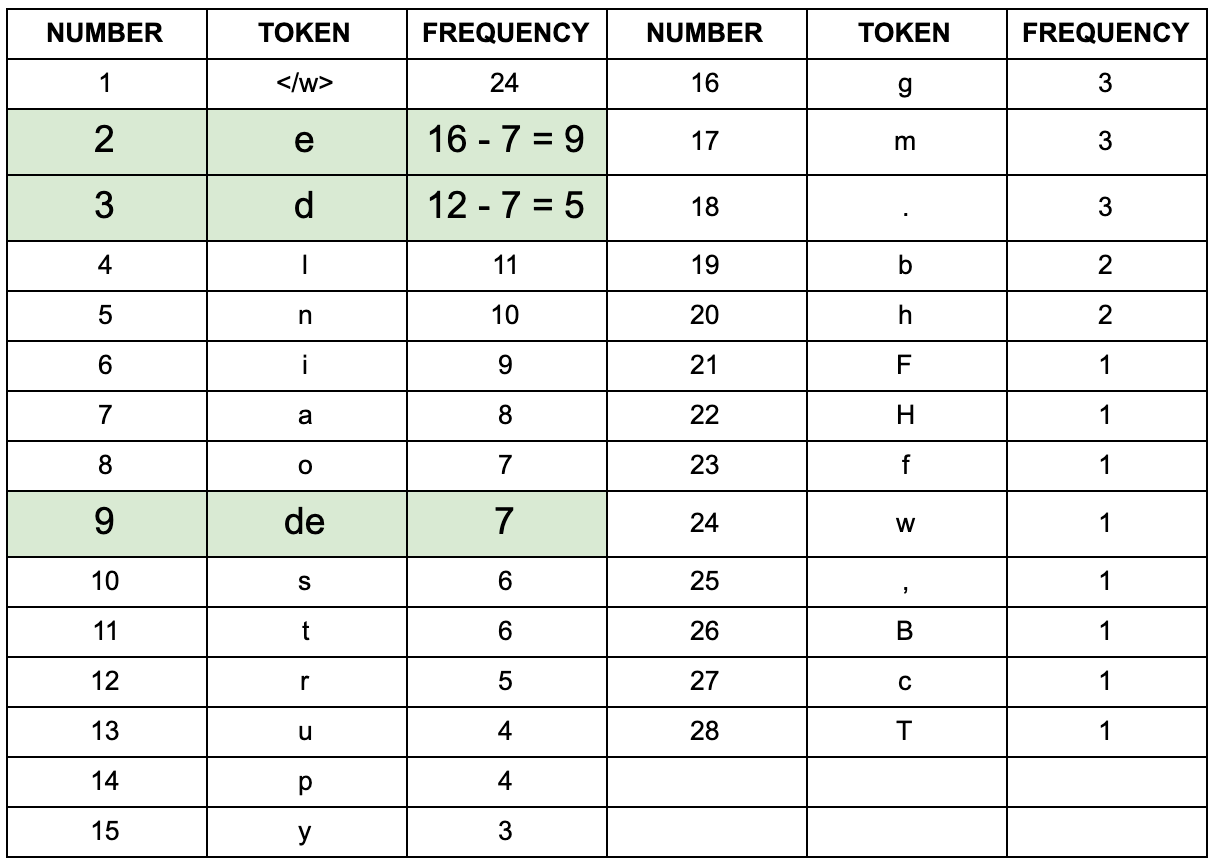 NUMBER TOKEN FREQUENCY NUMBER TOKEN FREQUENCY
1 </w> 24 16 g 3
2 e 16 - 7 = 9 17 m 3
3 d 12 - 7 = 5 18 . 3
4 l 11 19 b 2
5 n 10 20 h 2
6 i 9 21 F 1
7 a 8 22 H 1
8 o 7 23 f 1
9 de 7 24 w 1
10 s 6 25 , 1
11 t 6 26 B 1
12 r 5 27 c 1
13 u 4 28 T 1
14 p 4
15 y 3